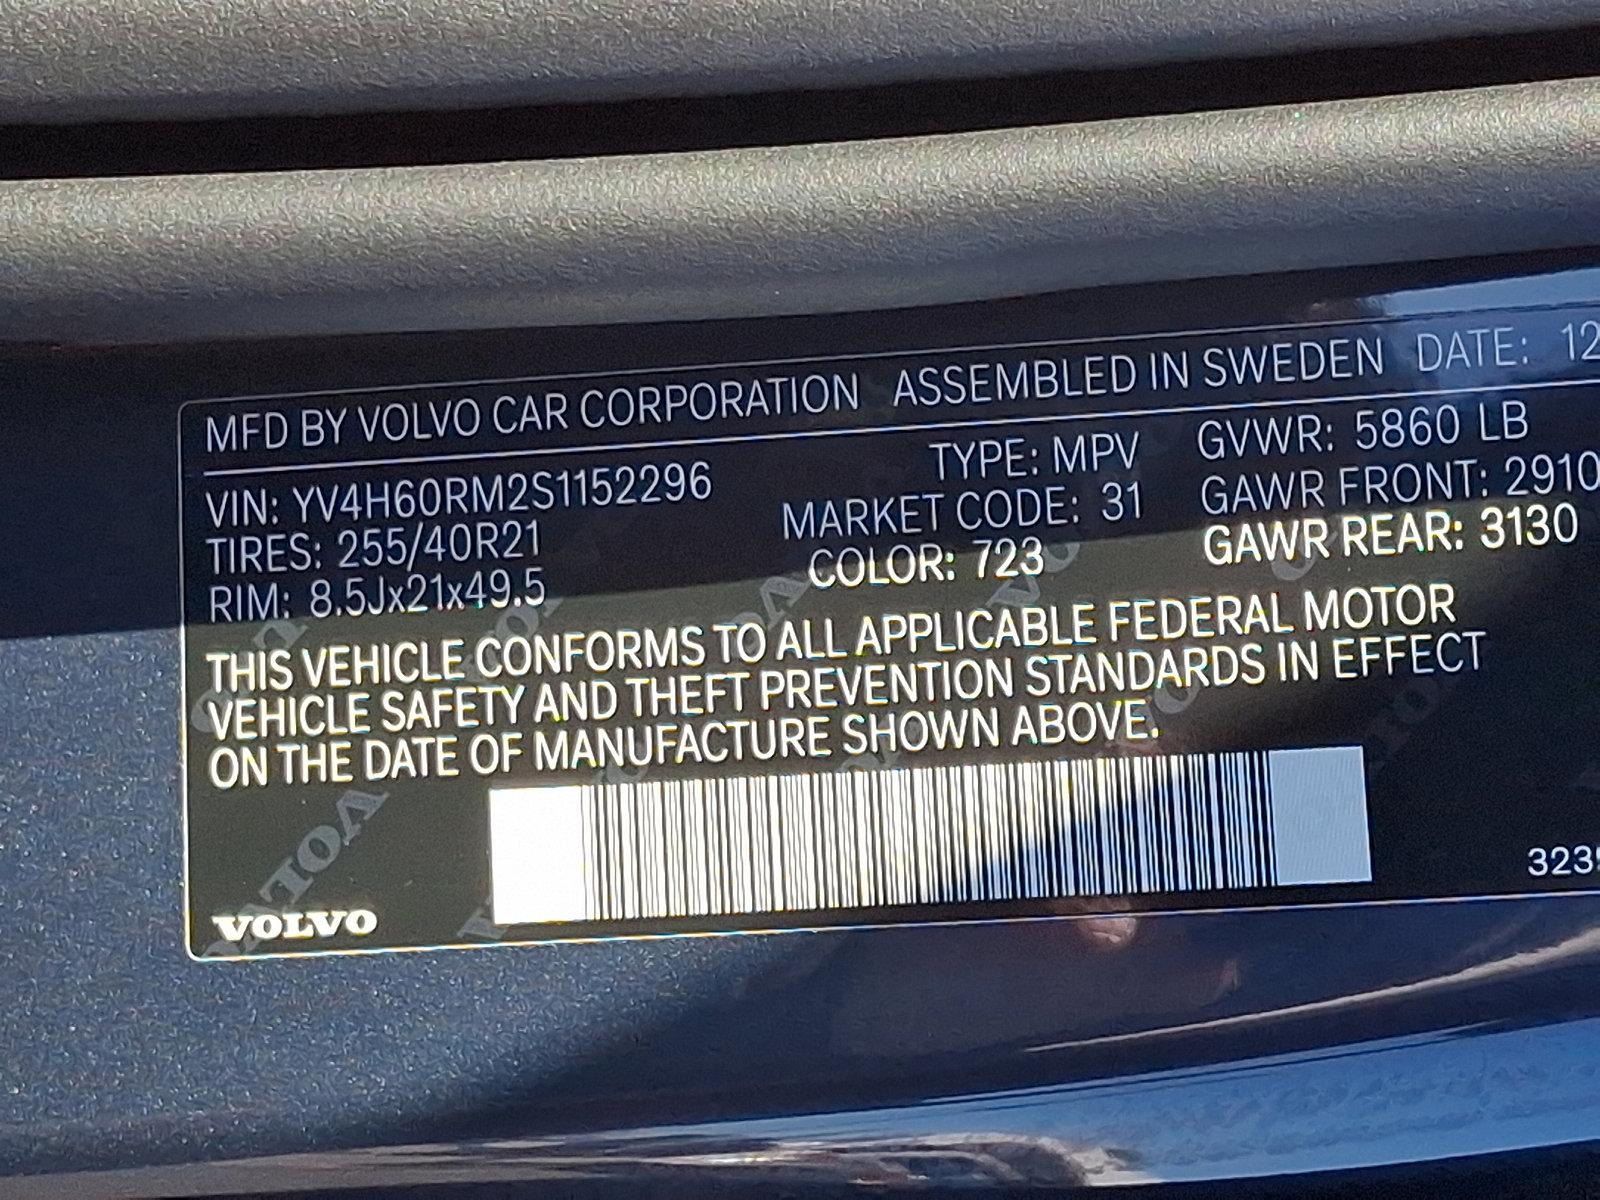 MFD BY VOLVO CAR CORPORATION ASSEMBLED IN SWEDEN DATE: 12
VIN: YV4H60RM2S1152296 TYPE: MPV GVWR: 5860 LB
TIRES: 255/40R21 MARKET CODE: 31 GAWR FRONT: 2910
RIM: 8.5Jx21x49.5 COLOR: 723 GAWR REAR: 3130
THIS VEHICLE CONFORMS TO ALL APPLICABLE FEDERAL MOTOR
VEHICLE SAFETY AND THEFT PREVENTION STANDARDS IN EFFECT
ON THE DATE OF MANUFACTURE SHOWN ABOVE.
VOLVO